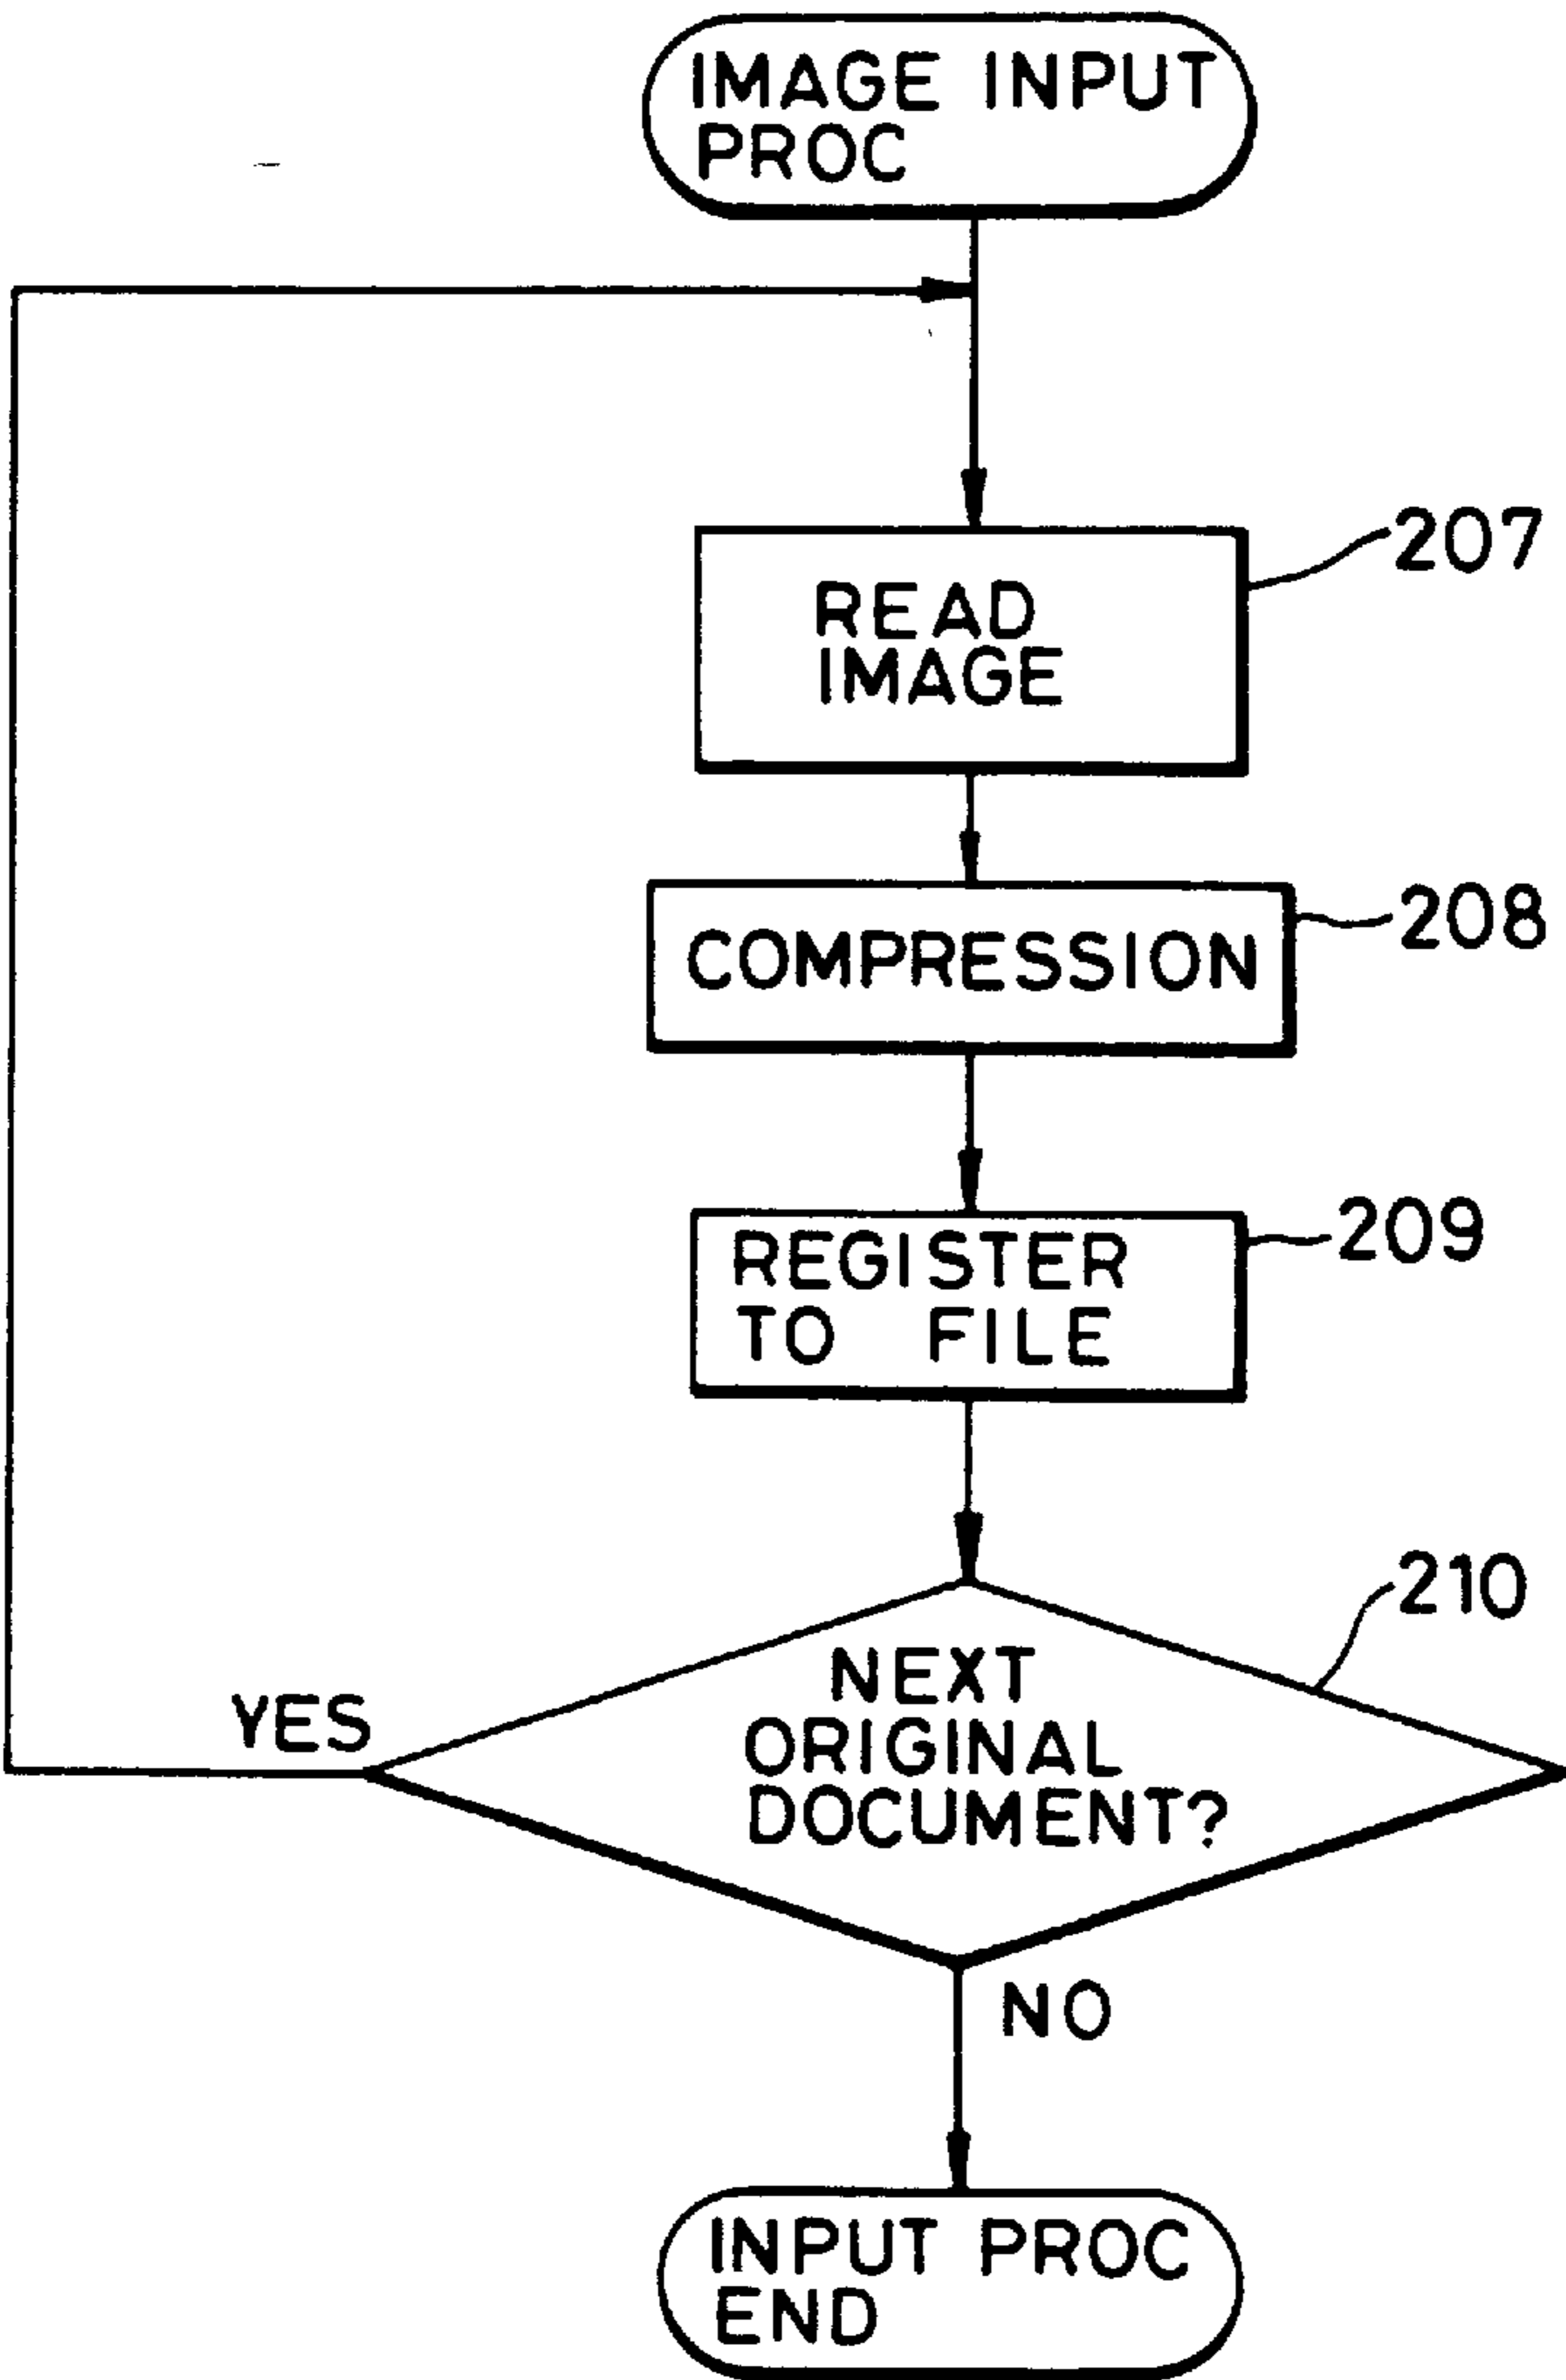 IMAGE INPUT
PROC
207
READ
IMAGE
208
COMPRESSION
209
REGISTER
TO FILE
210
NEXT
ORIGINAL
DOCUMENT?
YES
NO
INPUT PROC
END